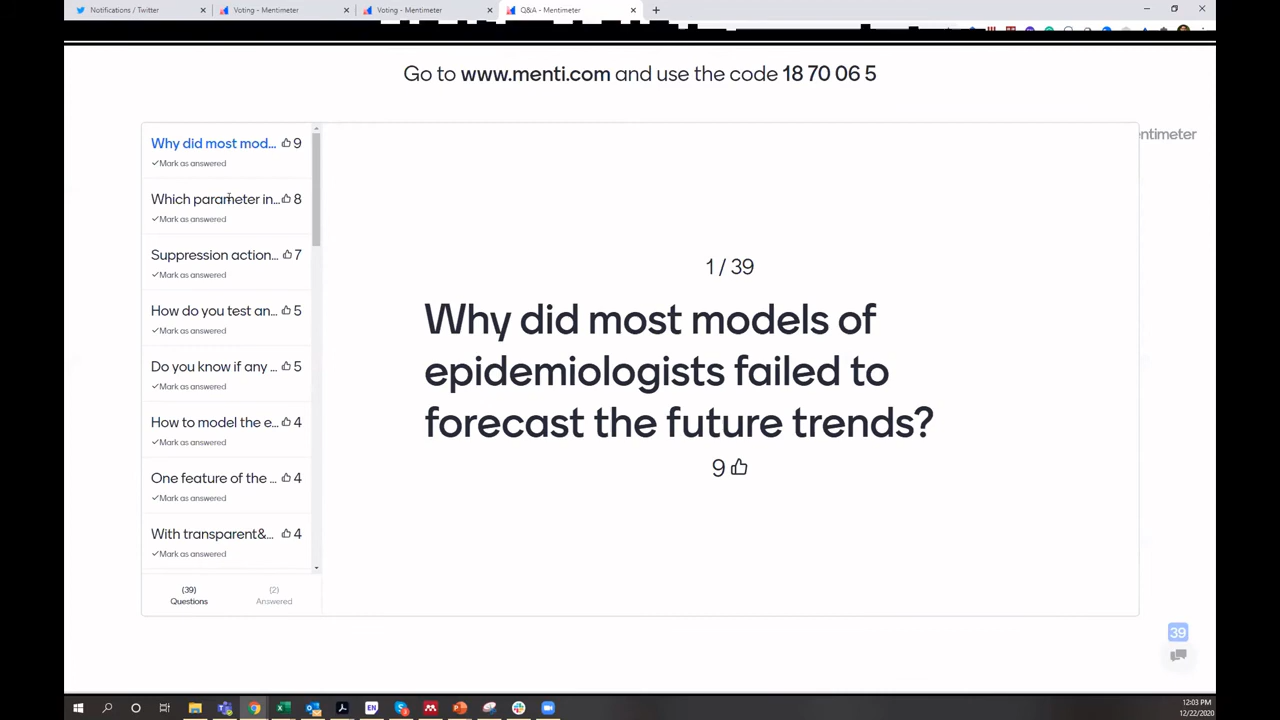 Notifications / Twitter
Voting - Mentimeter
Voting - Mentimeter
Q&A - Mentimeter
Go to www.menti.com and use the code 18 70 06 5
entimeter
Why did most mod... 9
Mark as answered
Which parameter in... 8
Mark as answered
Suppression action... 7
Mark as answered
How do you test an... 5
Mark as answered
Do you know if any ... 5
Mark as answered
How to model the e... 4
Mark as answered
One feature of the ... 4
Mark as answered
With transparent&... 4
Mark as answered
(39)
Questions
(2)
Answered
1 / 39
Why did most models of
epidemiologists failed to
forecast the future trends?
9
39
EN
12:03 PM
12/22/2020